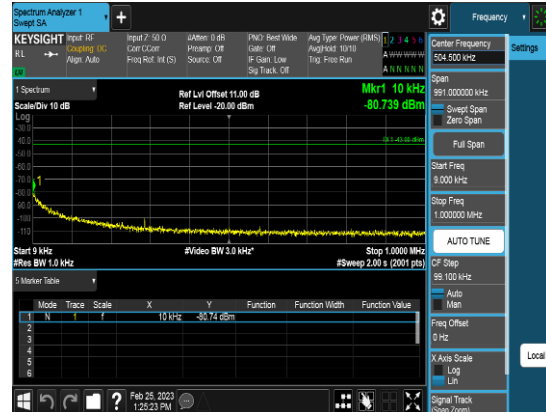 Spectrum Analyzer 1
Swept SA
+
Frequency
KEYSIGHT
Input: RF
Input Z: 50 Ω
#Atten: 0 dB
PNO: Best Wide
Avg Type: Power (RMS)
1 2 3 4 5 6
RL
Coupling: DC
Corr CCorr
Preamp: Off
Gate: Off
Avg|Hold: 10/10
A W W W W W
Align: Auto
Freq Ref: Int (S)
Source: Off
IF Gain: Low
Trig: Free Run
Sig Track: Off
A N N N N N
1 Spectrum
Ref Lvl Offset 11.00 dB
Mkr1 10 kHz
Scale/Div 10 dB
Ref Level -20.00 dBm
-80.739 dBm
Log
-30.0
-40.0
-50.0
-60.0
-70.0
-80.0
-90.0
-100
-110
1
Start 9 kHz
#Video BW 3.0 kHz*
Stop 1.0000 MHz
#Res BW 1.0 kHz
#Sweep 2.00 s (2001 pts)
5 Marker Table
Mode Trace Scale X Y Function Function Width Function Value
1 N 1 f 10 kHz -80.74 dBm
2
3
4
5
6
Feb 25, 2023
1:25:23 PM
Center Frequency
504.500 kHz
Settings
Span
991.000000 kHz
Swept Span
Zero Span
Full Span
Start Freq
9.000 kHz
Stop Freq
1.000000 MHz
AUTO TUNE
CF Step
99.100 kHz
Auto
Man
Freq Offset
0 Hz
X Axis Scale
Log
Lin
Local
Signal Track
(Span Zoom)